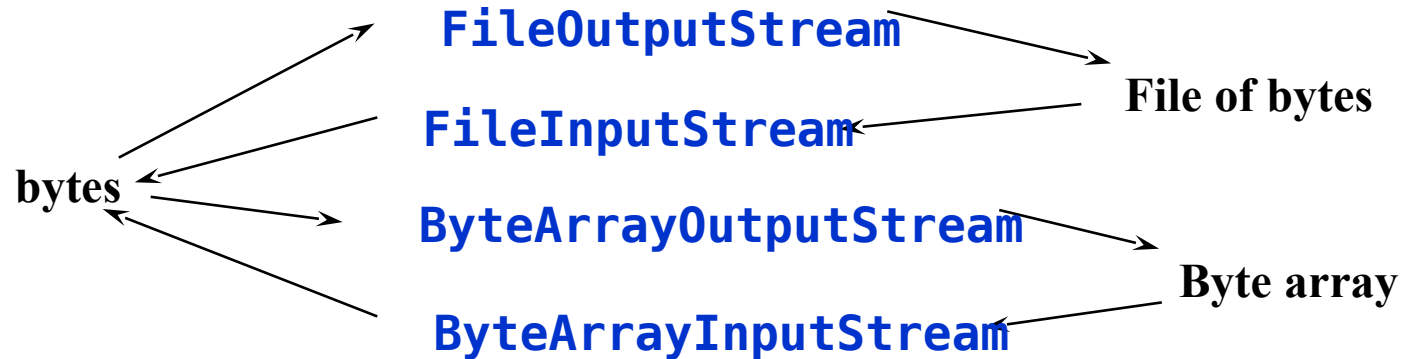 FileOutputStream
File of bytes
FileInputStream
bytes
ByteArrayOutputStream
Byte array
ByteArrayInputStream